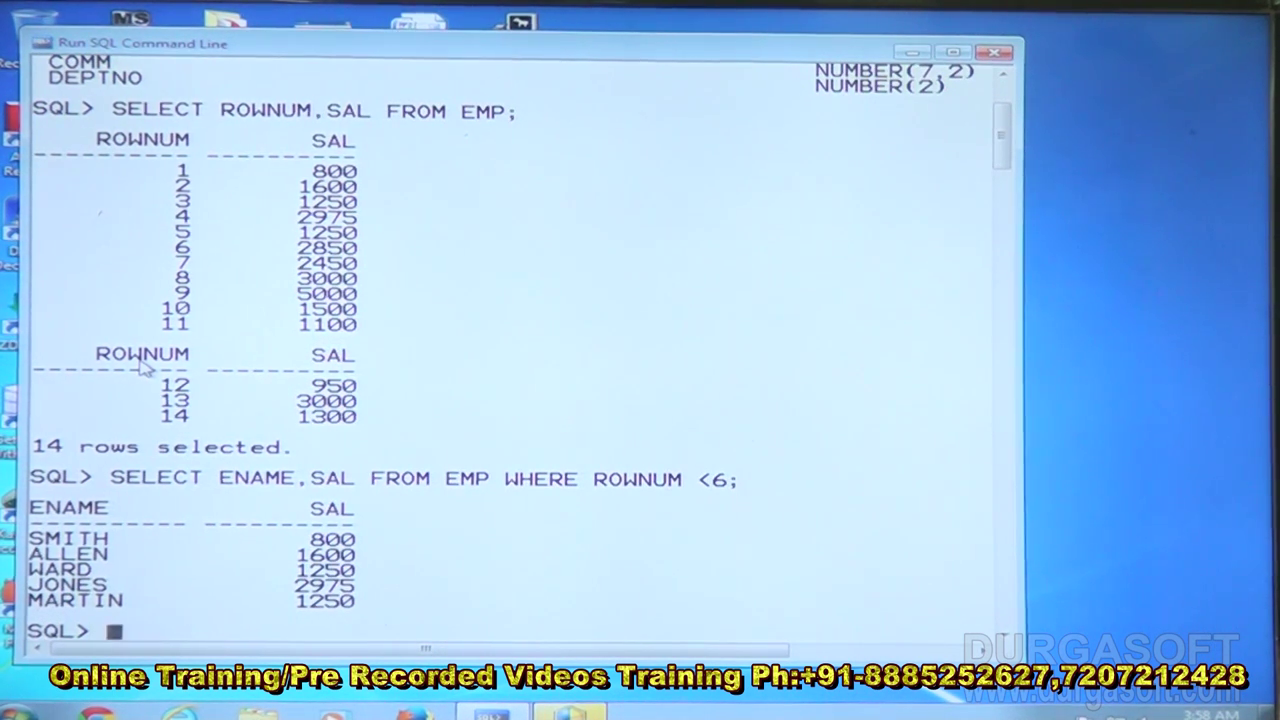 MS
Run SQL Command Line
COMM NUMBER(7,2)
DEPTNO NUMBER(2)
SQL> SELECT ROWNUM,SAL FROM EMP;
ROWNUM SAL
---------- ----------
1 800
2 1600
3 1250
4 2975
5 1250
6 2850
7 2450
8 3000
9 5000
10 1500
11 1100
ROWNUM SAL
---------- ----------
12 950
13 3000
14 1300
14 rows selected.
SQL> SELECT ENAME,SAL FROM EMP WHERE ROWNUM <6;
ENAME SAL
---------- ----------
SMITH 800
ALLEN 1600
WARD 1250
JONES 2975
MARTIN 1250
SQL>
DURGASOFT
Online Training/Pre Recorded Videos Training Ph:+91-8885252627,7207212428
www.durgasoft.com
3:58 AM